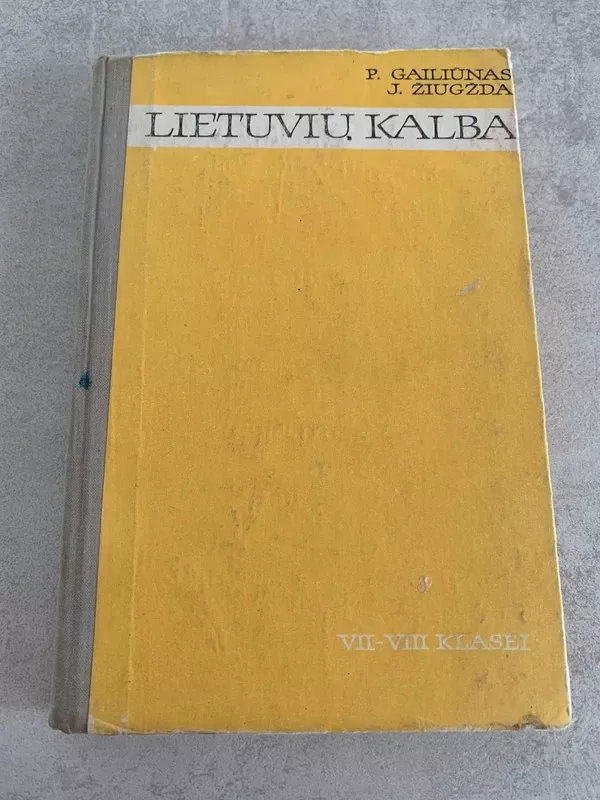 P. GAILIŪNAS
J. ŽIUGŽDA
LIETUVIŲ KALBA
VII–VIII KLASEI